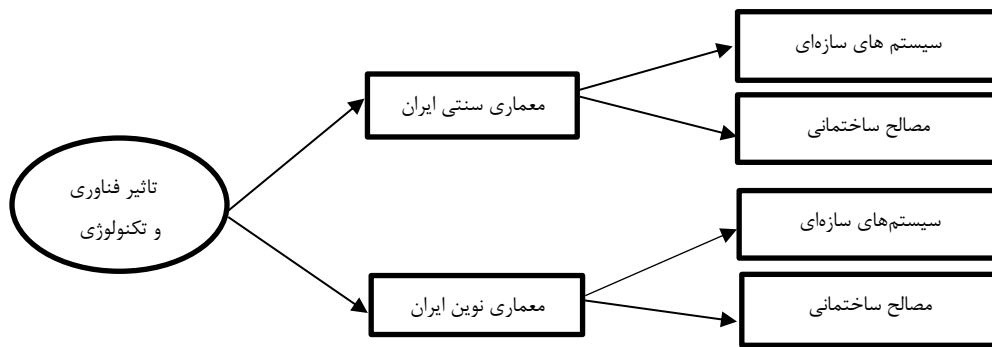 تاثیر فناوری
و تکنولوژی
معماری سنتی ایران
سیستم های سازه‌ای
مصالح ساختمانی
معماری نوین ایران
سیستم‌های سازه‌ای
مصالح ساختمانی